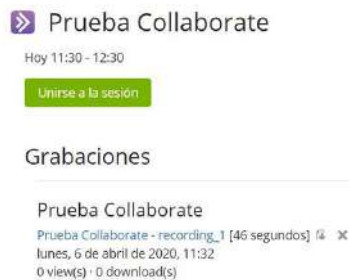 Prueba Collaborate
Hoy 11:30 - 12:30
Unirse a la sesión
Grabaciones
Prueba Collaborate
Prueba Collaborate - recording_1 [46 segundos]
lunes, 6 de abril de 2020, 11:32
0 view(s) · 0 download(s)